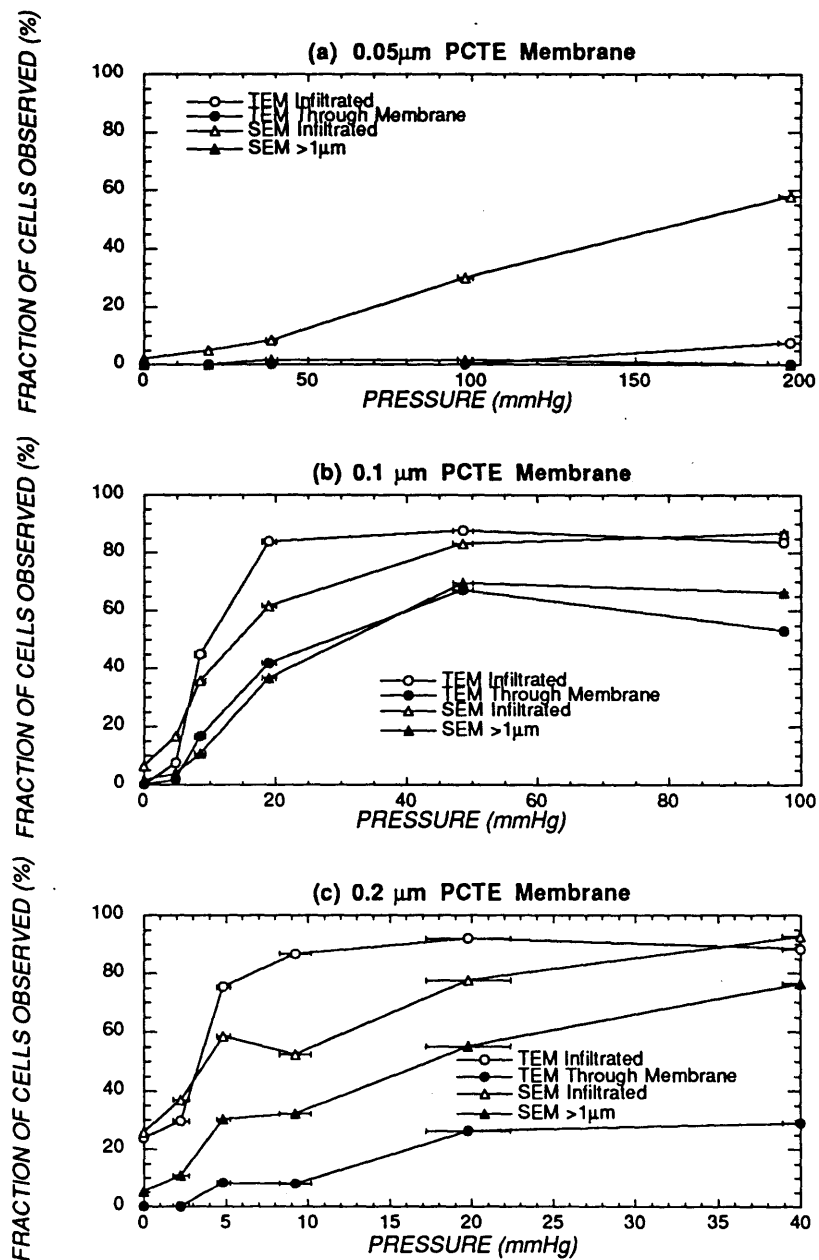 (a) 0.05µm PCTE Membrane
FRACTION OF CELLS OBSERVED (%)
100
80
60
40
20
0
TEM Infiltrated
TEM Through Membrane
SEM Infiltrated
SEM >1µm
0 50 100 150 200
PRESSURE (mmHg)
(b) 0.1 µm PCTE Membrane
FRACTION OF CELLS OBSERVED (%)
100
80
60
40
20
0
TEM Infiltrated
TEM Through Membrane
SEM Infiltrated
SEM >1µm
0 20 40 60 80 100
PRESSURE (mmHg)
(c) 0.2 µm PCTE Membrane
FRACTION OF CELLS OBSERVED (%)
100
80
60
40
20
0
TEM Infiltrated
TEM Through Membrane
SEM Infiltrated
SEM >1µm
0 5 10 15 20 25 30 35 40
PRESSURE (mmHg)